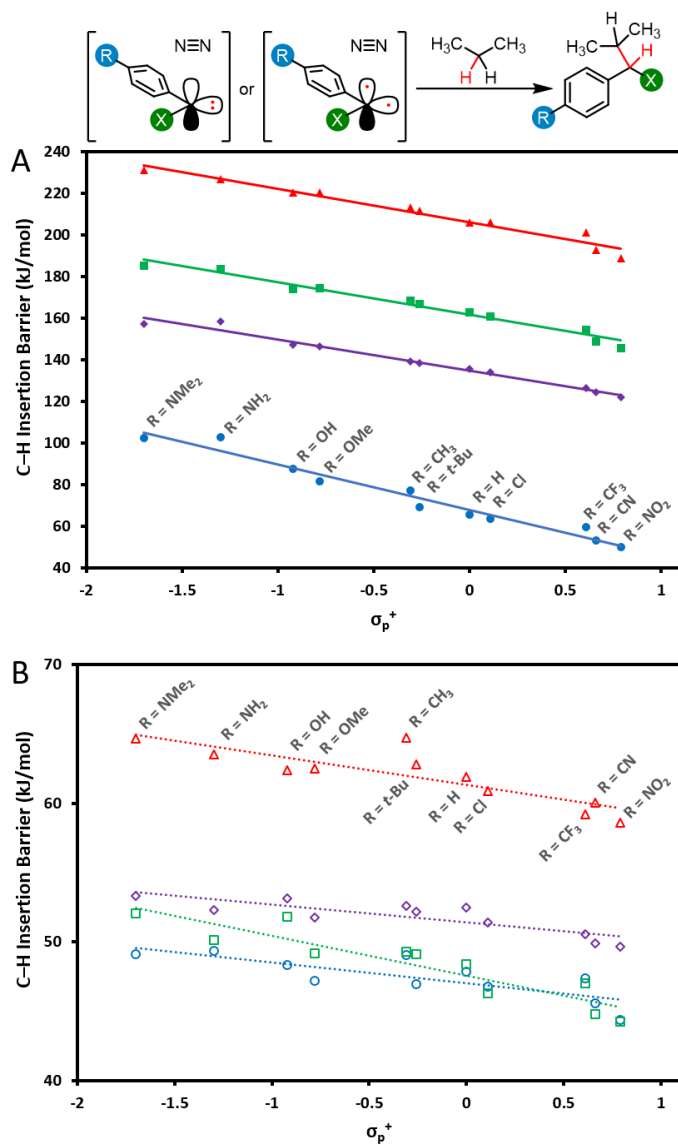 R
N≡N
X
or
R
N≡N
X
H₃C CH₃
H H
H
H₃C
CH₃
H
R
X
A
240
220
200
180
160
140
120
100
80
60
40
C–H Insertion Barrier (kJ/mol)
R = NMe₂
R = NH₂
R = OH
R = OMe
R = CH₃
R = t-Bu
R = H
R = Cl
R = CF₃
R = CN
R = NO₂
-2 -1.5 -1 -0.5 0 0.5 1
σₚ⁺
B
70
60
50
40
C–H Insertion Barrier (kJ/mol)
R = NMe₂
R = NH₂
R = OH
R = OMe
R = CH₃
R = t-Bu
R = H
R = Cl
R = CF₃
R = CN
R = NO₂
-2 -1.5 -1 -0.5 0 0.5 1
σₚ⁺